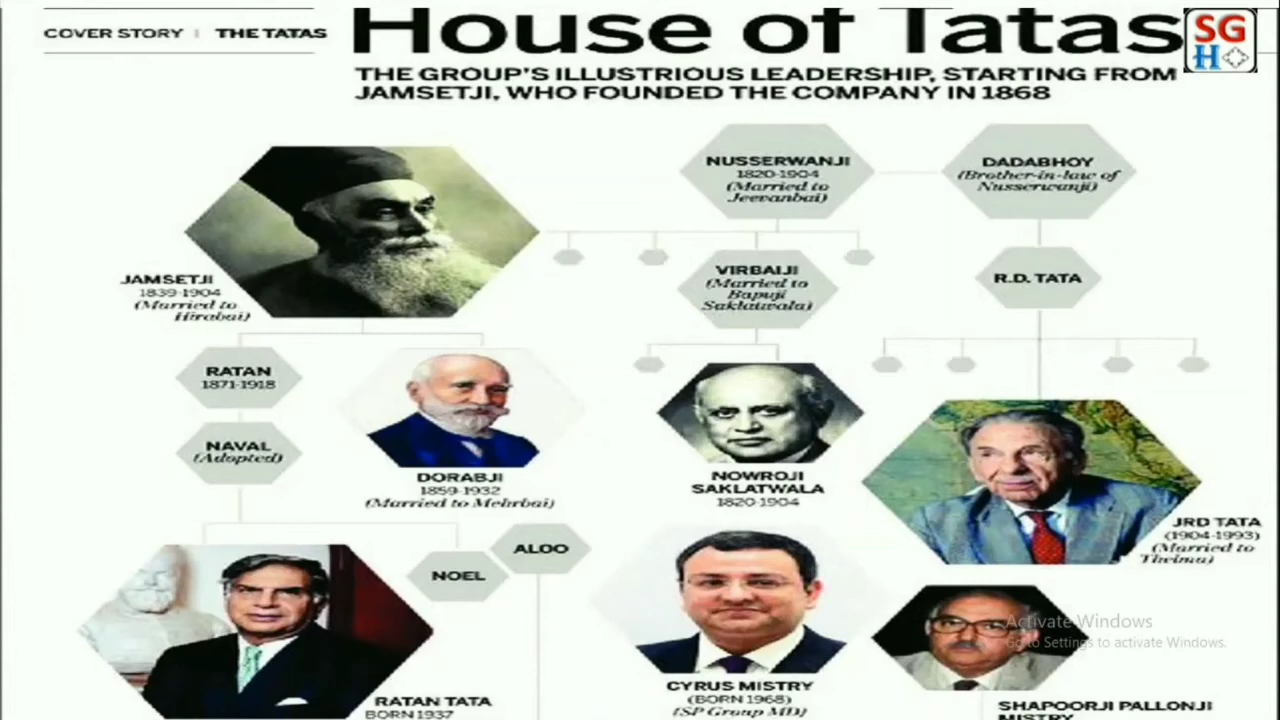 COVER STORY | THE TATAS
House of Tatas
SG
H
THE GROUP'S ILLUSTRIOUS LEADERSHIP, STARTING FROM
JAMSETJI, WHO FOUNDED THE COMPANY IN 1868
NUSSERWANJI
1820-1904
(Married to
Jeevanbai)
DADABHOY
(Brother-in-law of
Nusserwanji)
JAMSETJI
1839-1904
(Married to
Hirabai)
VIRBAIJI
(Married to
Bapuji
Saklatwala)
R.D. TATA
RATAN
1871-1918
NAVAL
(Adopted)
DORABJI
1859-1932
(Married to Mehrbai)
NOWROJI
SAKLATWALA
1820-1904
JRD TATA
(1904-1993)
(Married to
Thelma)
NOEL
ALOO
RATAN TATA
BORN 1937
CYRUS MISTRY
(BORN 1968)
(SP Group MD)
Activate Windows
Go to Settings to activate Windows.
SHAPOORJI PALLONJI
MISTRY